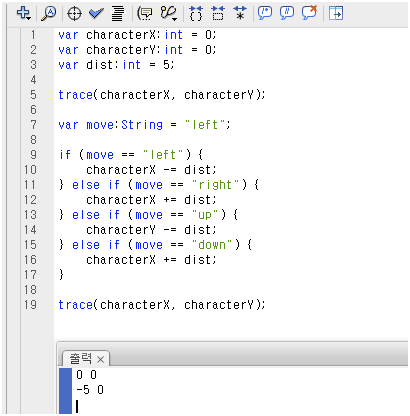 1 var characterX:int = 0;
2 var characterY:int = 0;
3 var dist:int = 5;
4
5 trace(characterX, characterY);
6
7 var move:String = "left";
8
9 if (move == "left") {
10 characterX -= dist;
11 } else if (move == "right") {
12 characterX += dist;
13 } else if (move == "up") {
14 characterY -= dist;
15 } else if (move == "down") {
16 characterX += dist;
17 }
18
19 trace(characterX, characterY);
출력
0 0
-5 0